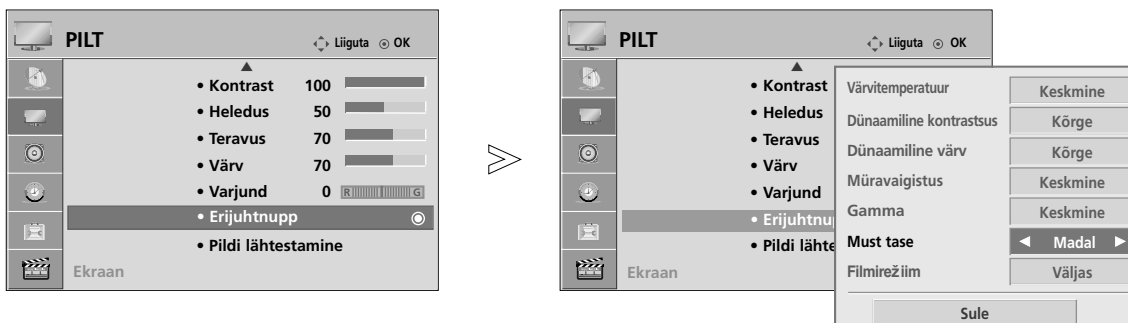 PILT Liiguta OK
• Kontrast 100
• Heledus 50
• Teravus 70
• Värv 70
• Varjund 0 R G
• Erijuhtnupp
• Pildi lähtestamine
Ekraan
PILT Liiguta OK
• Kontrast
• Heledus
• Teravus
• Värv
• Varjund
• Erijuhtnu
• Pildi lähte
Ekraan
Värvitemperatuur Keskmine
Dünaamiline kontrastsus Kõrge
Dünaamiline värv Kõrge
Müravaigistus Keskmine
Gamma Keskmine
Must tase ◀ Madal ▶
Filmirežiim Väljas
Sule